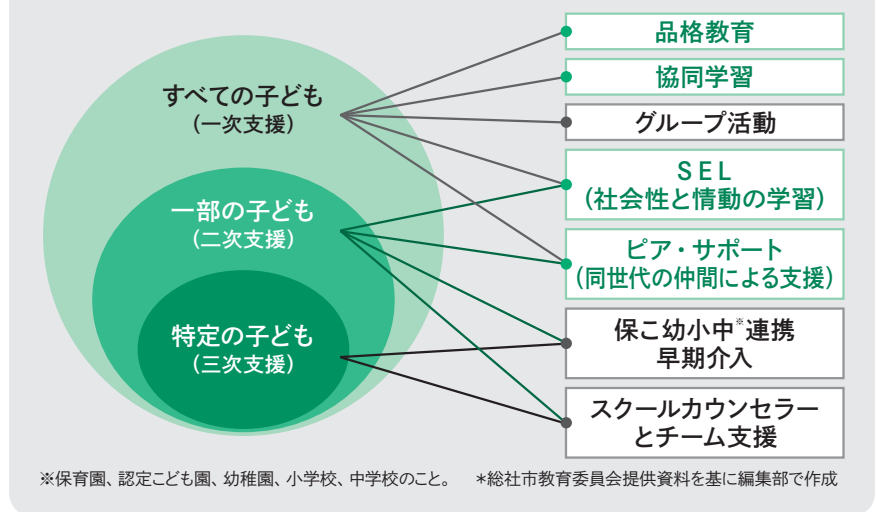 すべての子ども
(一次支援)
一部の子ども
(二次支援)
特定の子ども
(三次支援)
品格教育
協同学習
グループ活動
SEL
(社会性と情動の学習)
ピア・サポート
(同世代の仲間による支援)
保こ幼小中※連携
早期介入
スクールカウンセラー
とチーム支援
※保育園、認定こども園、幼稚園、小学校、中学校のこと。 *総社市教育委員会提供資料を基に編集部で作成